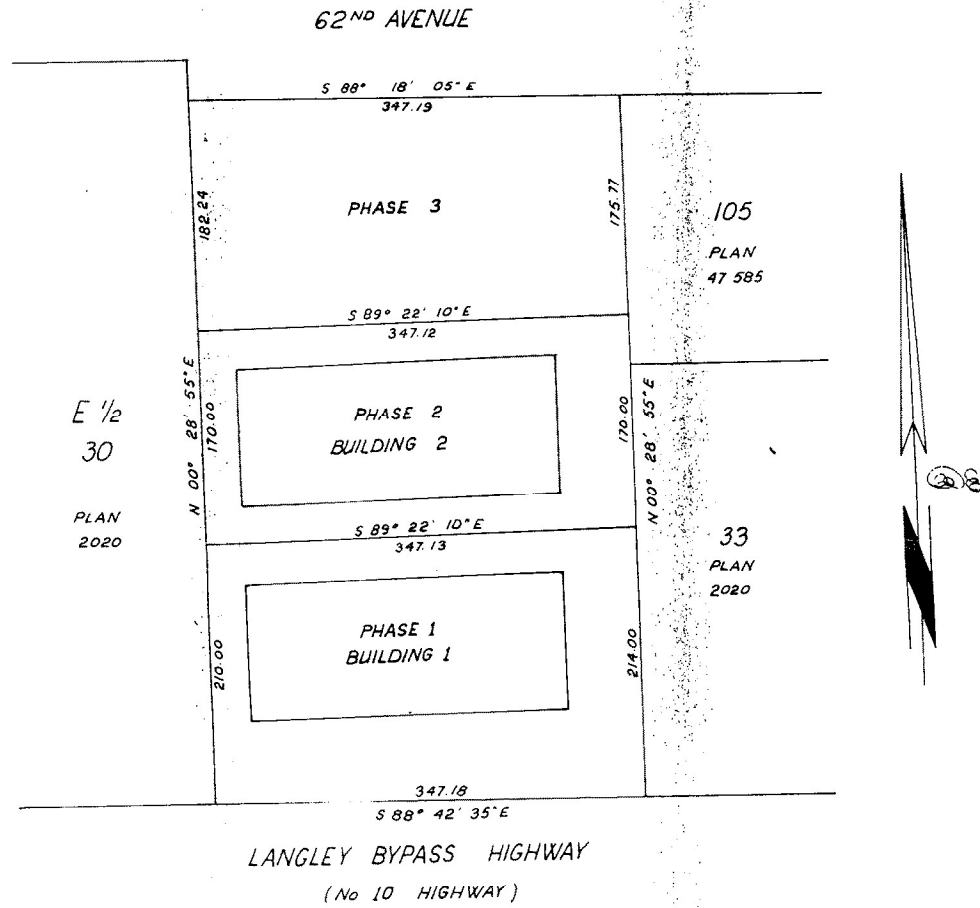 62ND AVENUE
S 88° 18' 05" E
347.19
182.24
PHASE 3
175.77
105
PLAN
47 585
S 89° 22' 10" E
347.12
E 1/2
30
PLAN
2020
N 00° 28' 55" E
170.00
PHASE 2
BUILDING 2
170.00
N 00° 28' 55" E
S 89° 22' 10" E
347.13
33
PLAN
2020
210.00
PHASE 1
BUILDING 1
214.00
347.18
S 88° 42' 35" E
LANGLEY BYPASS HIGHWAY
(No 10 HIGHWAY)